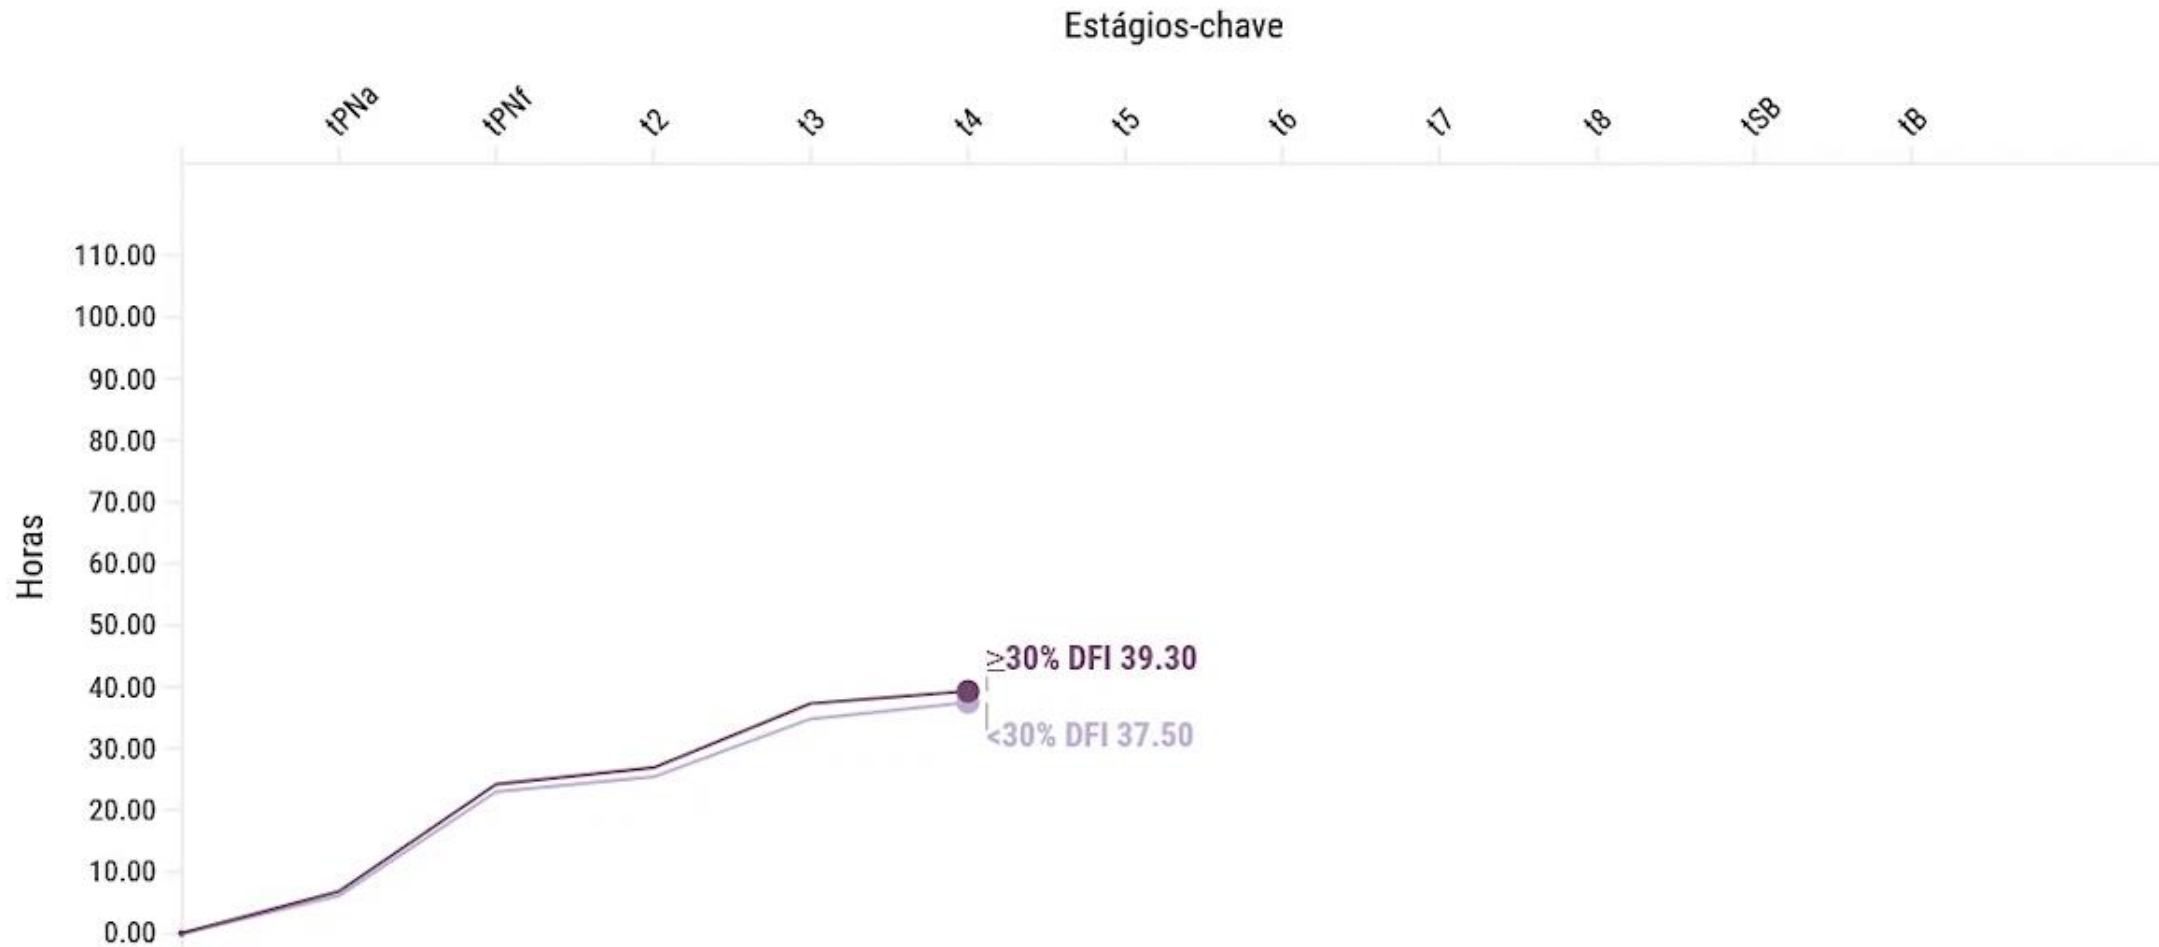 Estágios-chave
tPNa
tPNf
t2
t3
t4
t5
t6
t7
t8
tSB
tB
110.00
100.00
90.00
80.00
70.00
60.00
50.00
40.00
30.00
20.00
10.00
0.00
Horas
≥30% DFI 39.30
<30% DFI 37.50